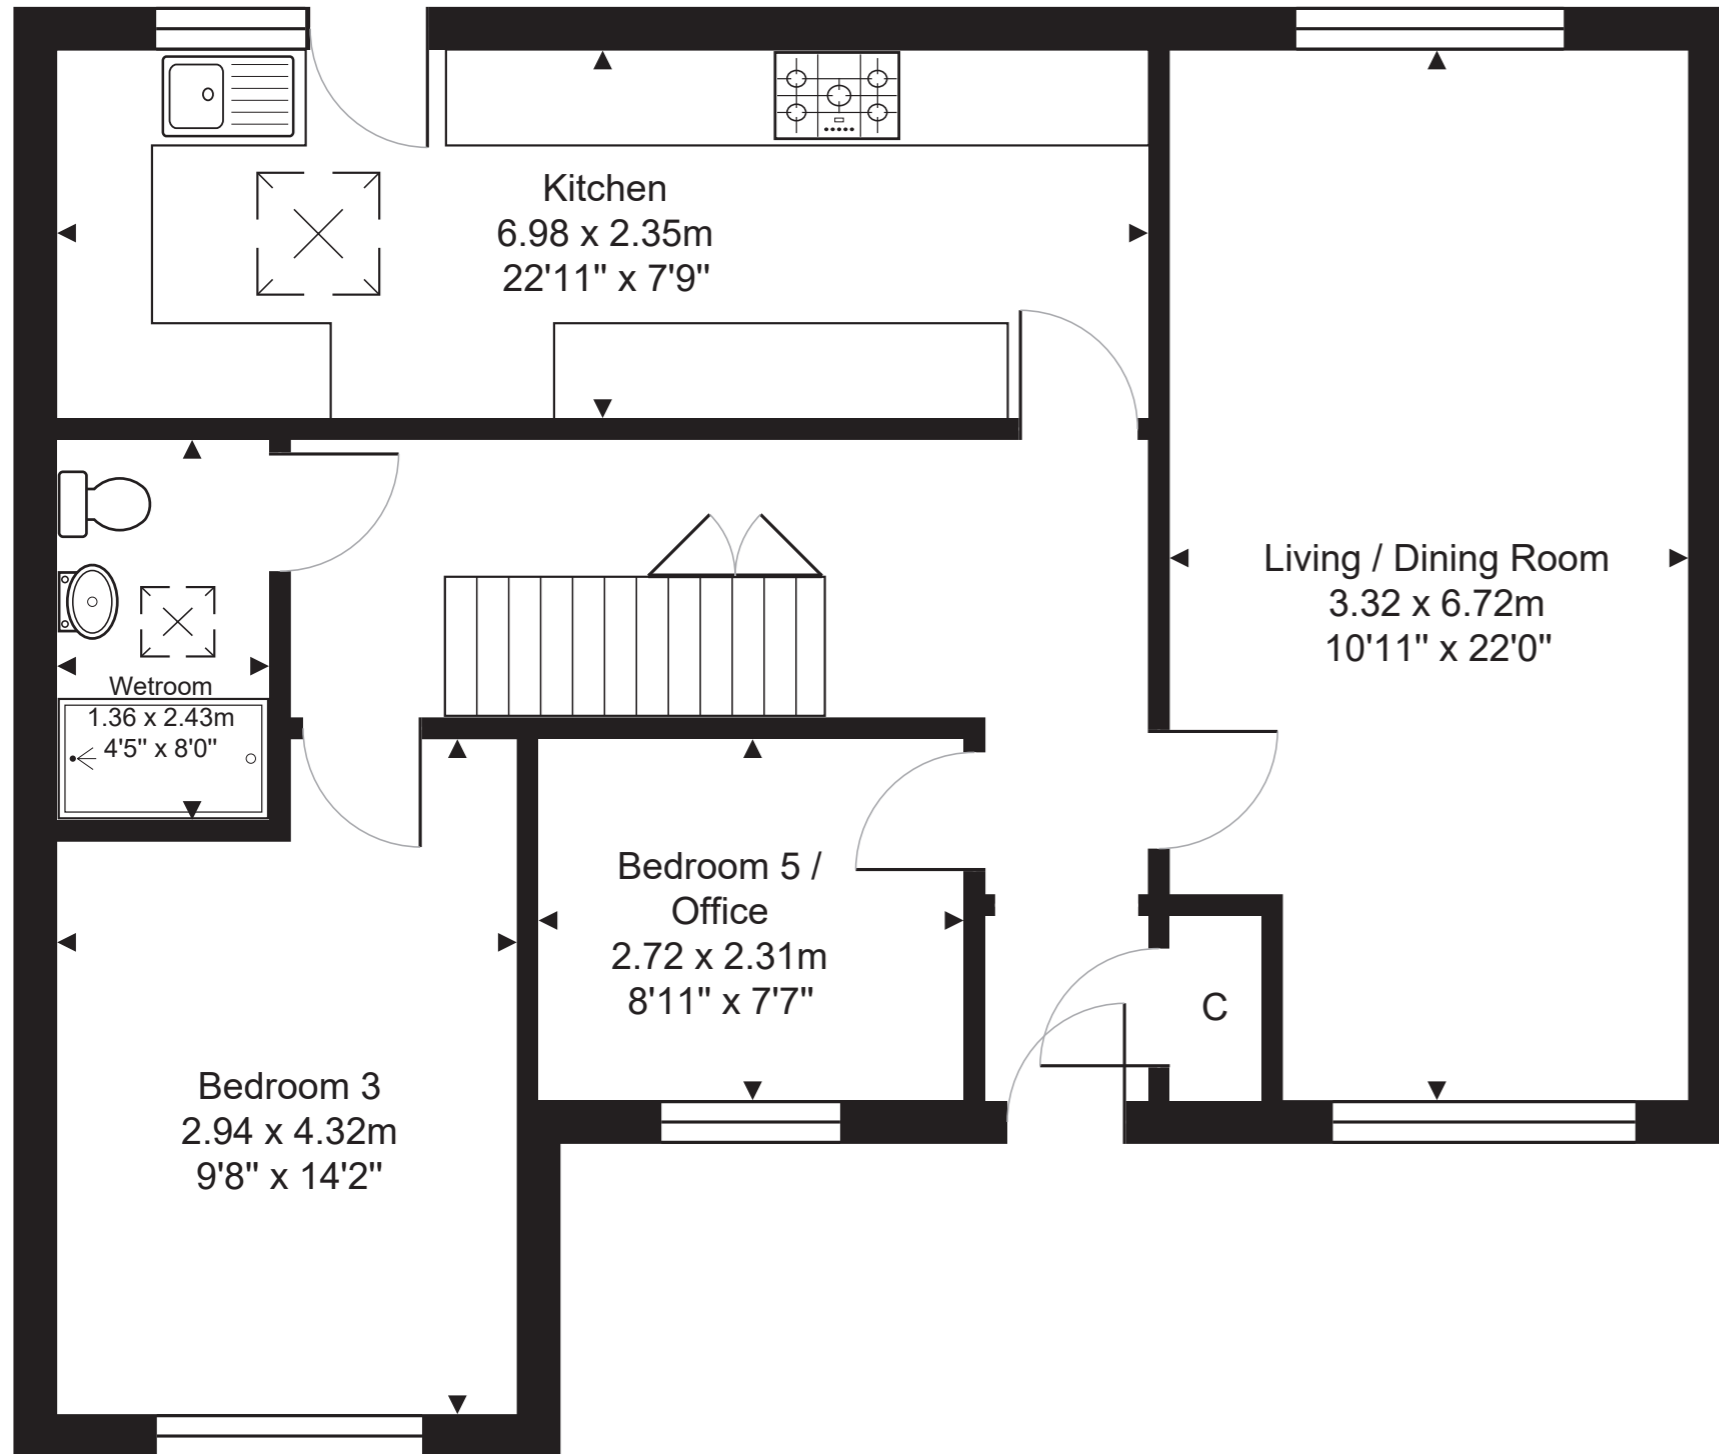 Kitchen
6.98 x 2.35m
22'11" x 7'9"
Living / Dining Room
3.32 x 6.72m
10'11" x 22'0"
Wetroom
1.36 x 2.43m
4'5" x 8'0"
Bedroom 5 /
Office
2.72 x 2.31m
8'11" x 7'7"
C
Bedroom 3
2.94 x 4.32m
9'8" x 14'2"